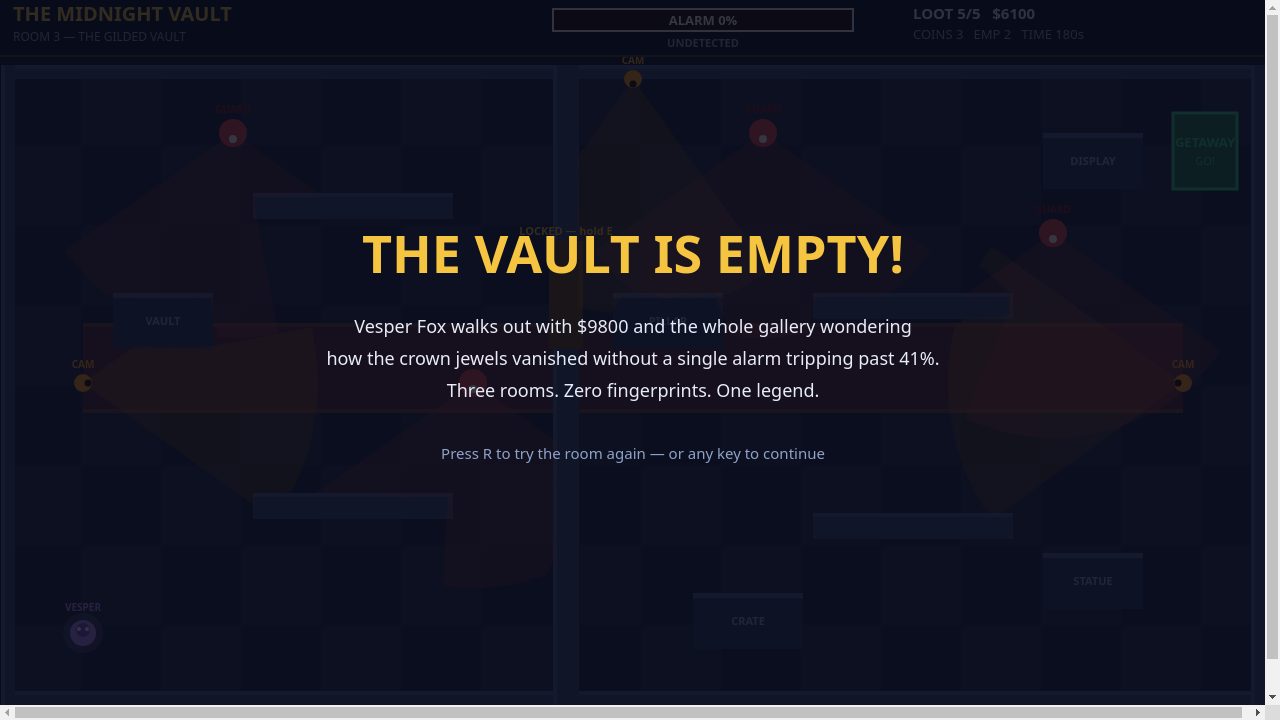 THE MIDNIGHT VAULT
ROOM 3 — THE GILDED VAULT
ALARM 0%
UNDETECTED
LOOT 5/5 $6100
COINS 3 EMP 2 TIME 180s
CAM
GUARD
GUARD
GETAWAY
GO!
DISPLAY
GUARD
LOCKED — hold E
THE VAULT IS EMPTY!
VAULT
Vesper Fox walks out with $9800 and the whole gallery wondering
how the crown jewels vanished without a single alarm tripping past 41%.
Three rooms. Zero fingerprints. One legend.
CAM
CAM
Press R to try the room again — or any key to continue
STATUE
VESPER
CRATE